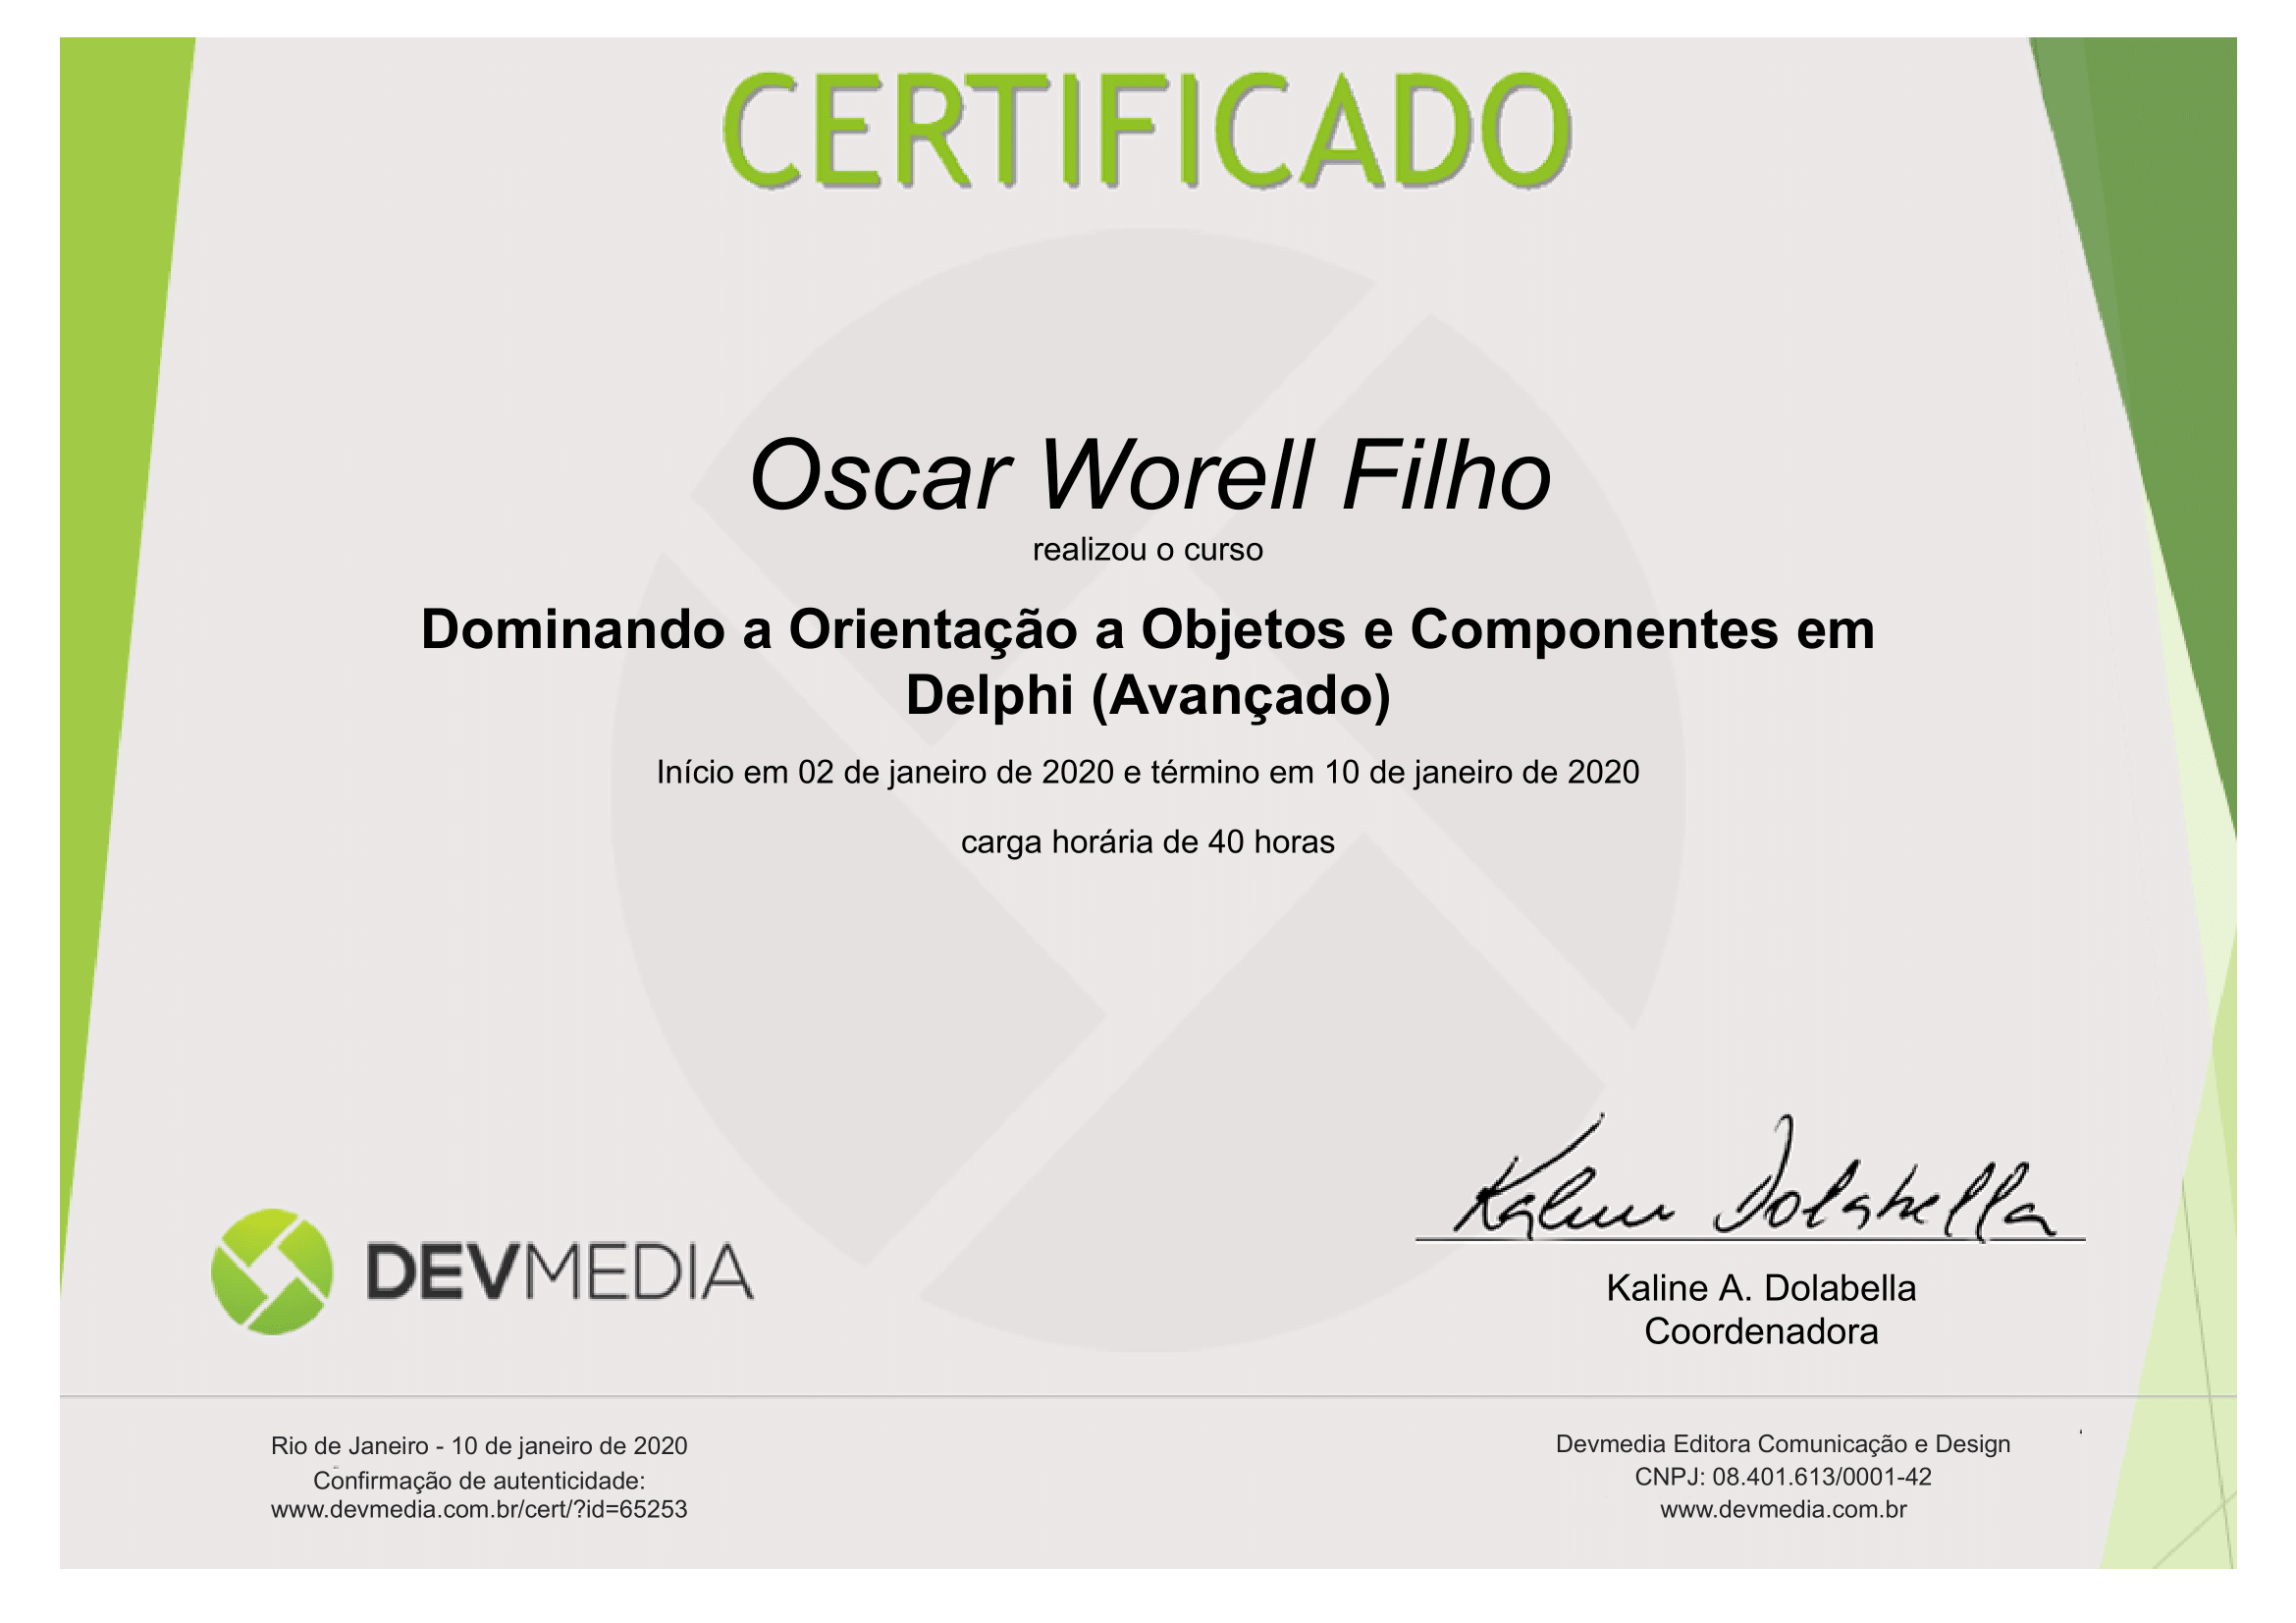 CERTIFICADO
Oscar Worell Filho
realizou o curso
Dominando a Orientação a Objetos e Componentes em
Delphi (Avançado)
Início em 02 de janeiro de 2020 e término em 10 de janeiro de 2020
carga horária de 40 horas
Kaline Dolabella
DEVMEDIA
Kaline A. Dolabella
Coordenadora
Rio de Janeiro - 10 de janeiro de 2020
Confirmação de autenticidade:
www.devmedia.com.br/cert/?id=65253
Devmedia Editora Comunicação e Design
CNPJ: 08.401.613/0001-42
www.devmedia.com.br